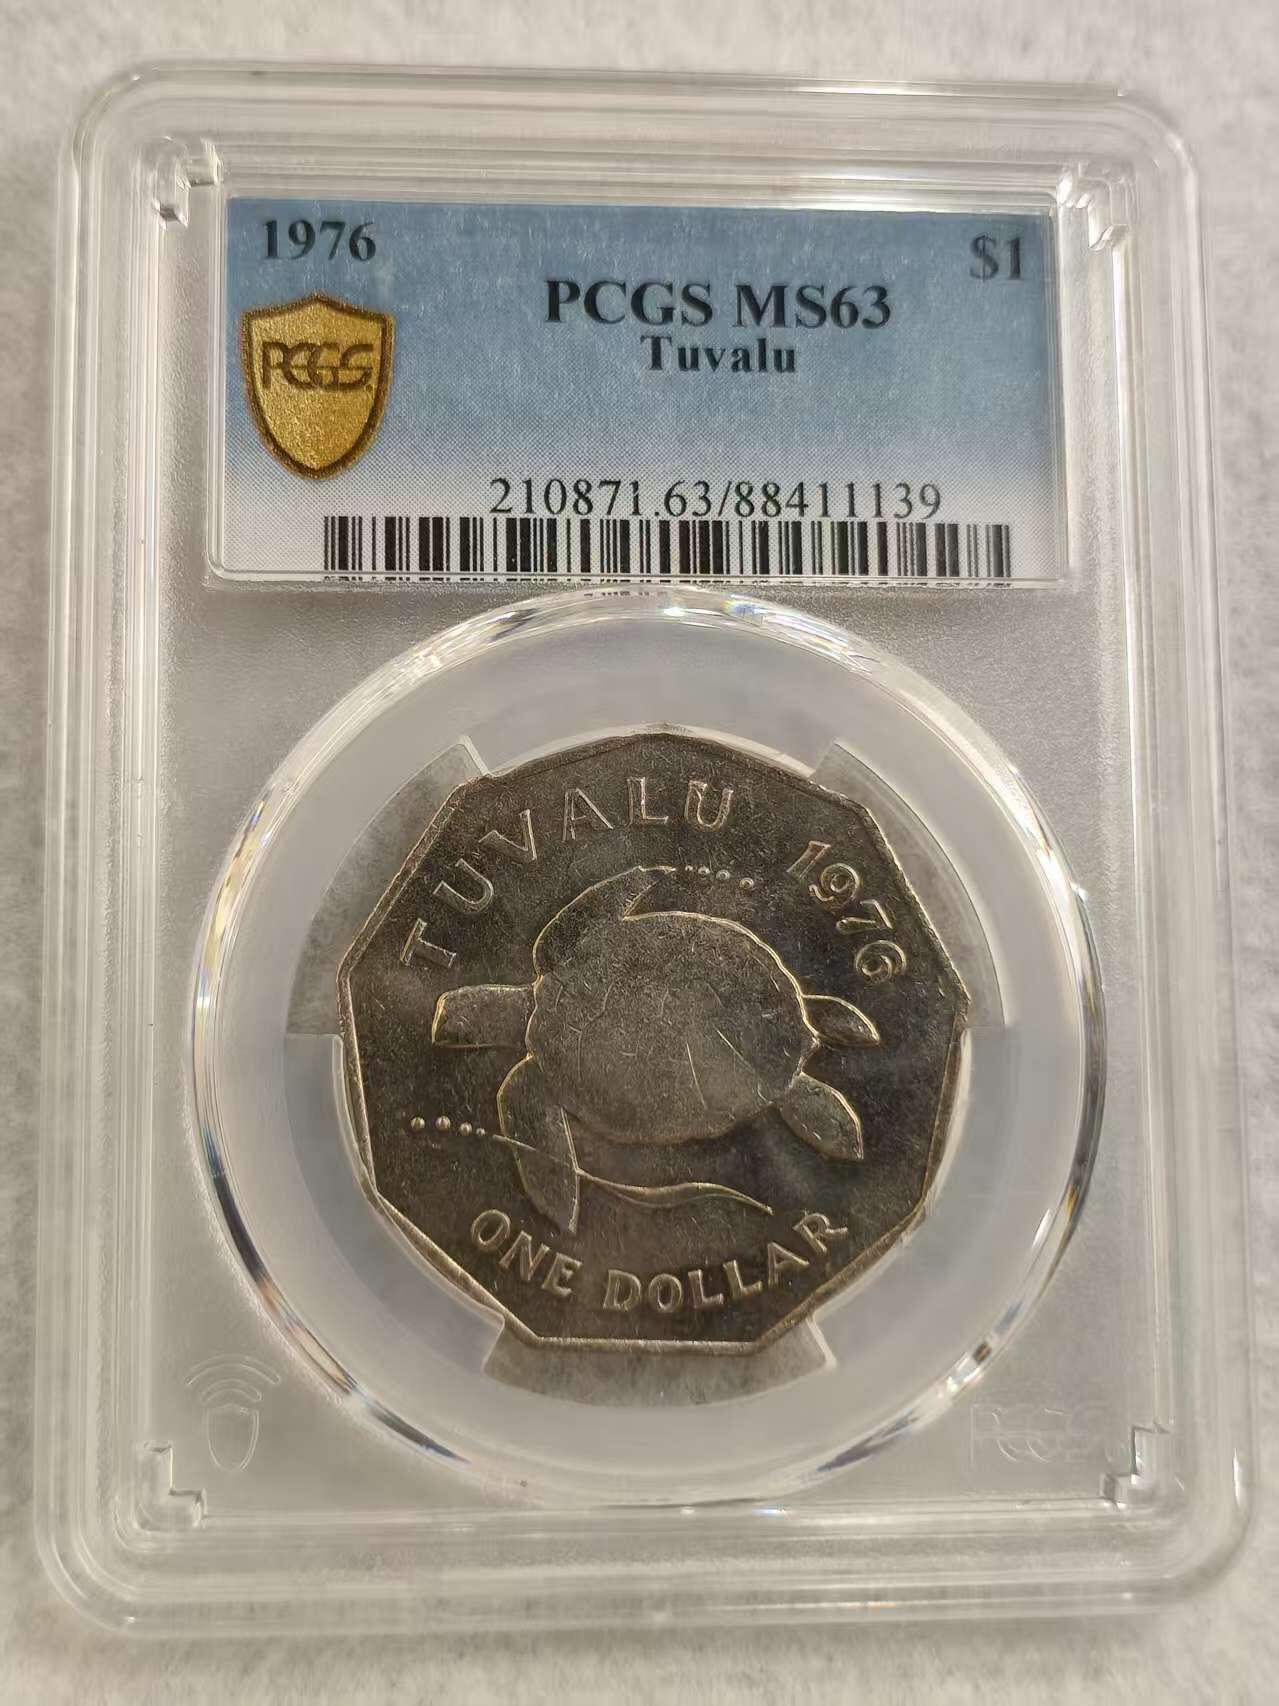 1976
$1
PCGS MS63
Tuvalu
PCGS
210871.63/88411139
TUVALU 1976
ONE DOLLAR
PCGS